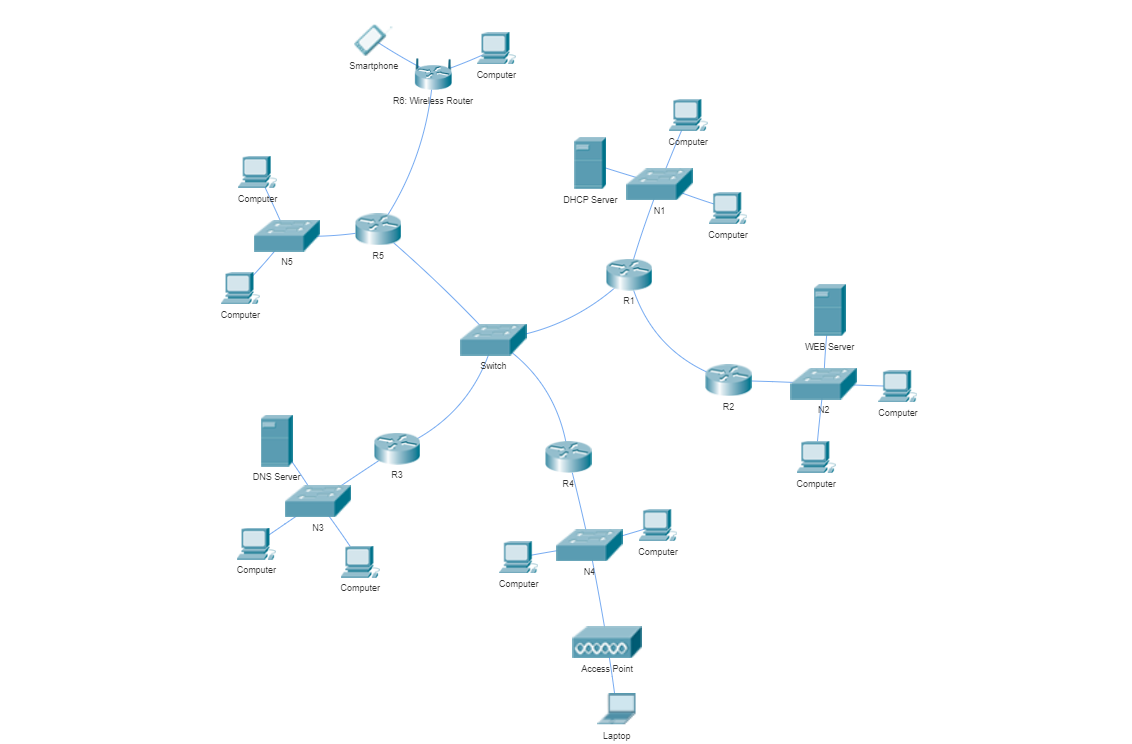 Smartphone
Computer
R6: Wireless Router
Computer
DHCP Server
N1
Computer
Computer
R5
N5
Computer
R1
WEB Server
Switch
R2
N2
Computer
Computer
DNS Server
R3
R4
N3
Computer
Computer
N4
Computer
Computer
Access Point
Laptop